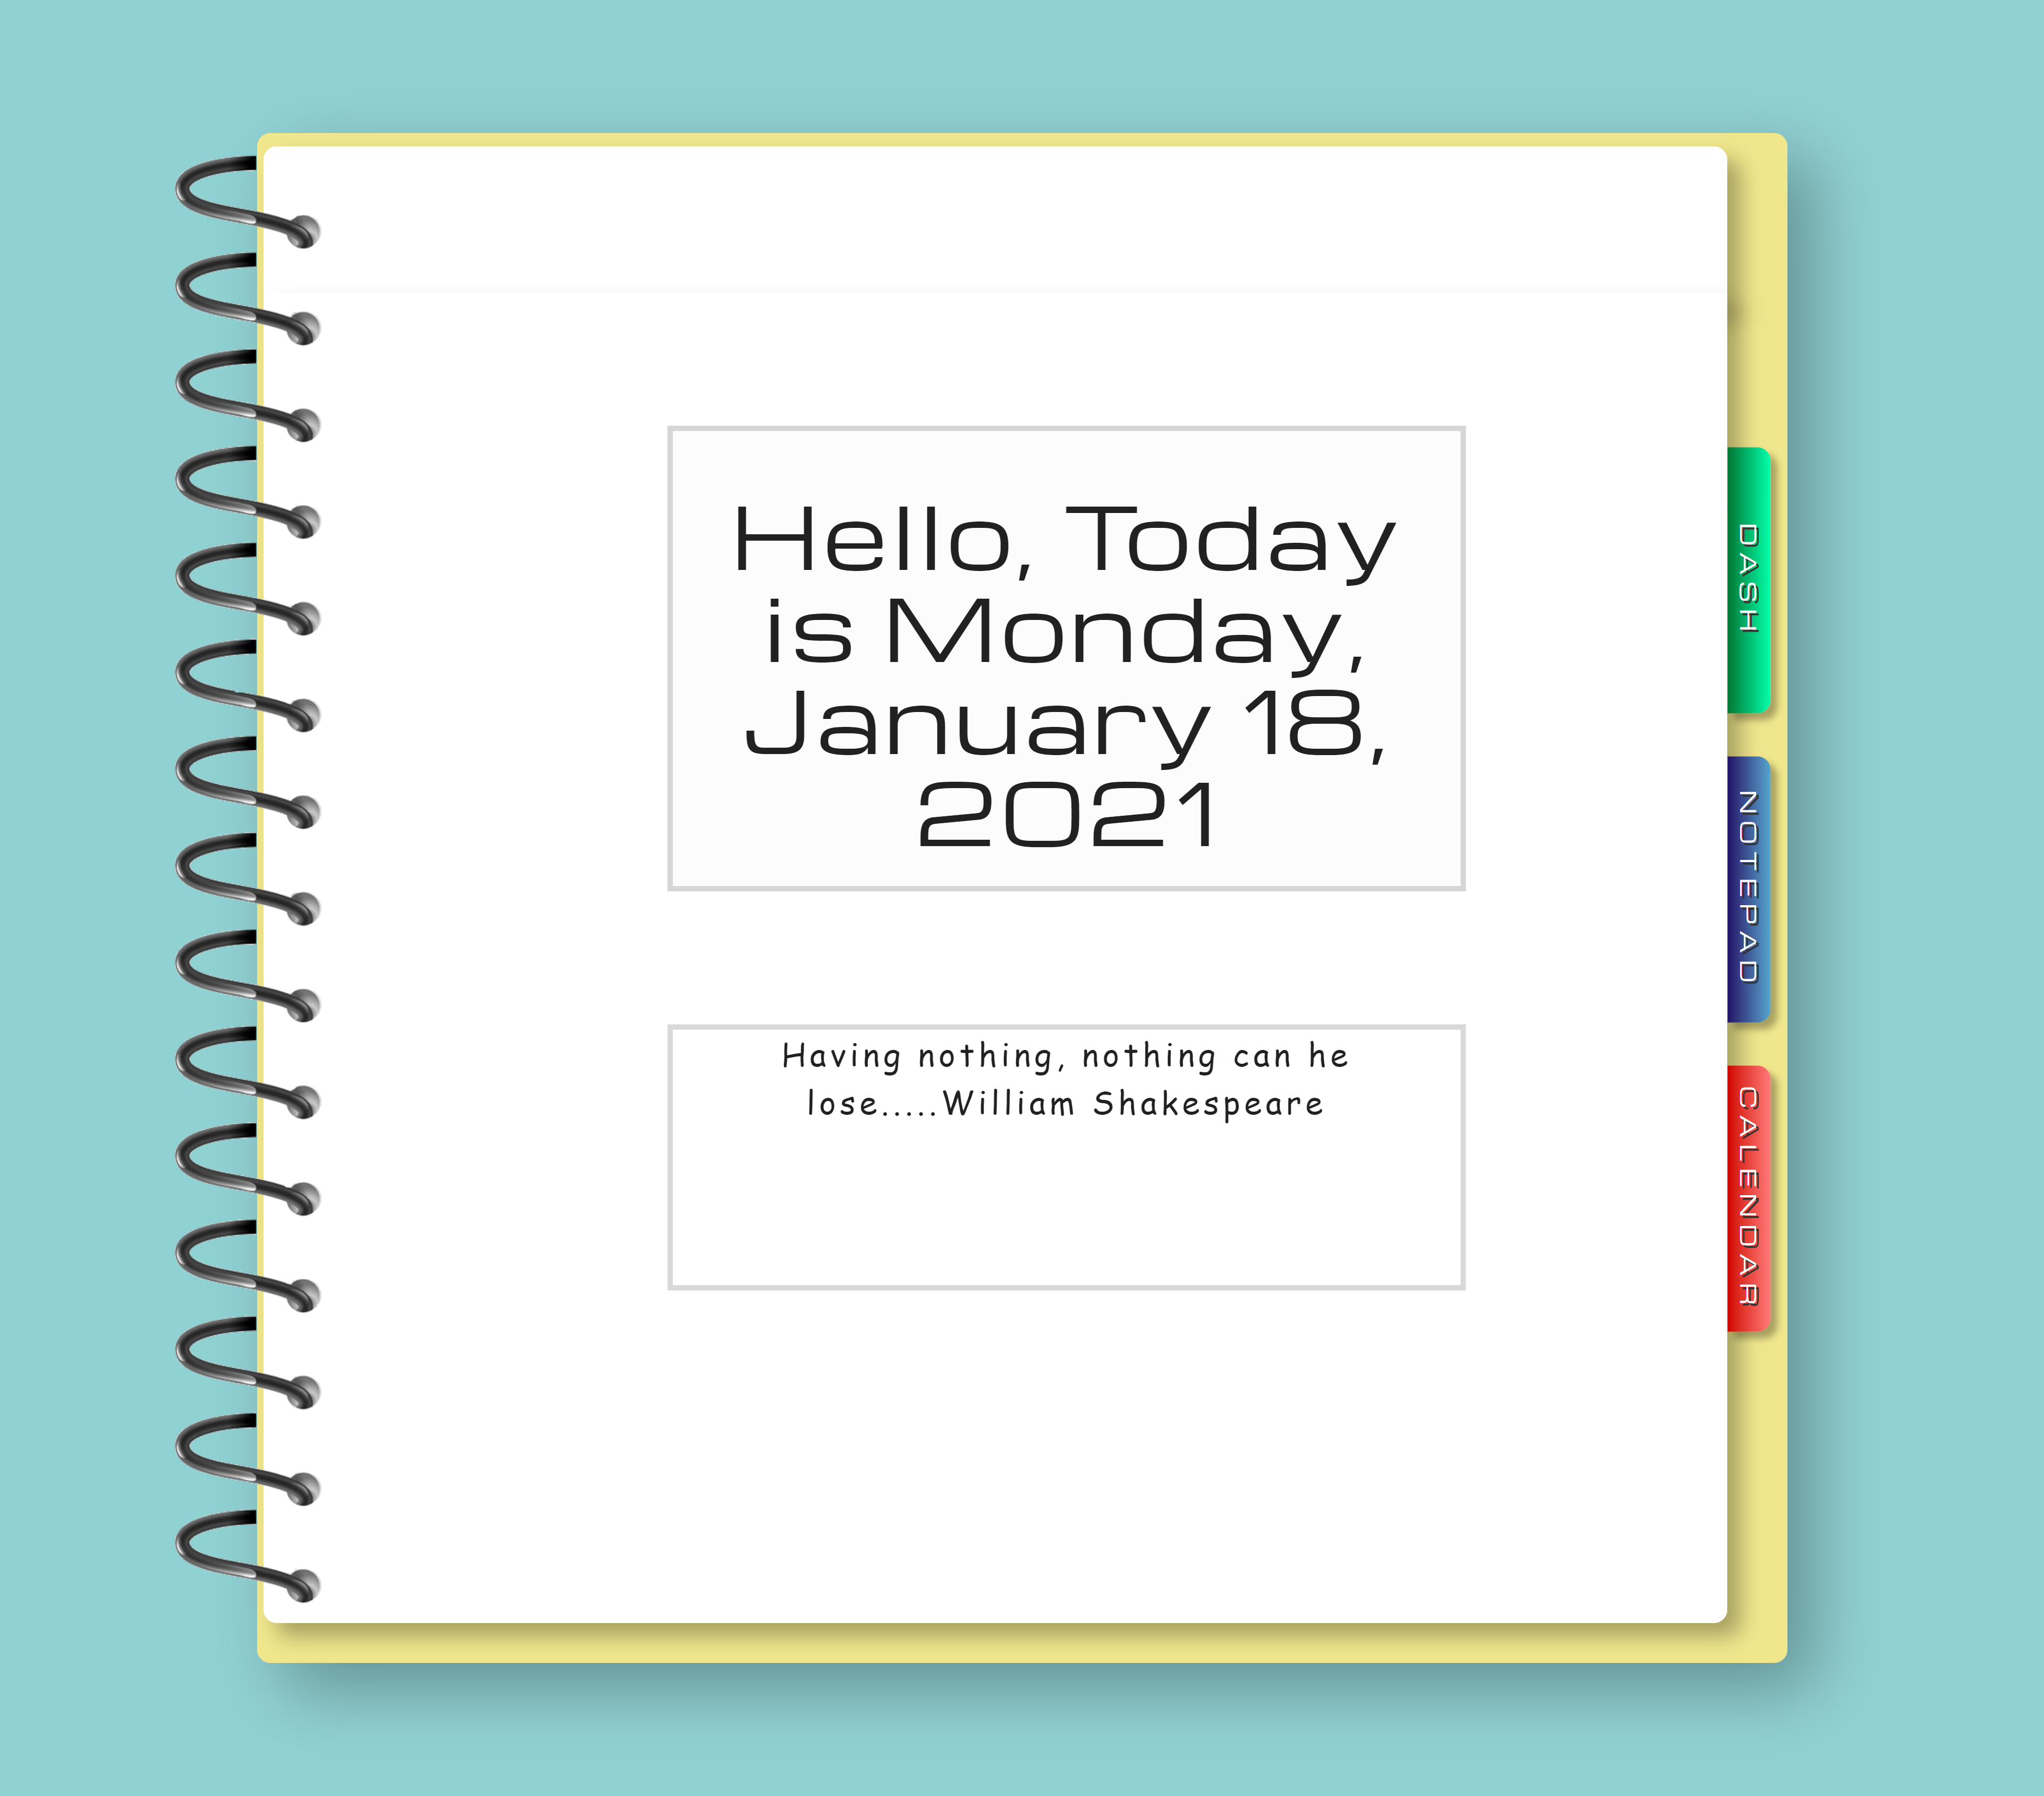 Hello, Today
is Monday,
January 18,
2021
Having nothing, nothing can he
lose.....William Shakespeare
DASH
NOTEPAD
CALENDAR